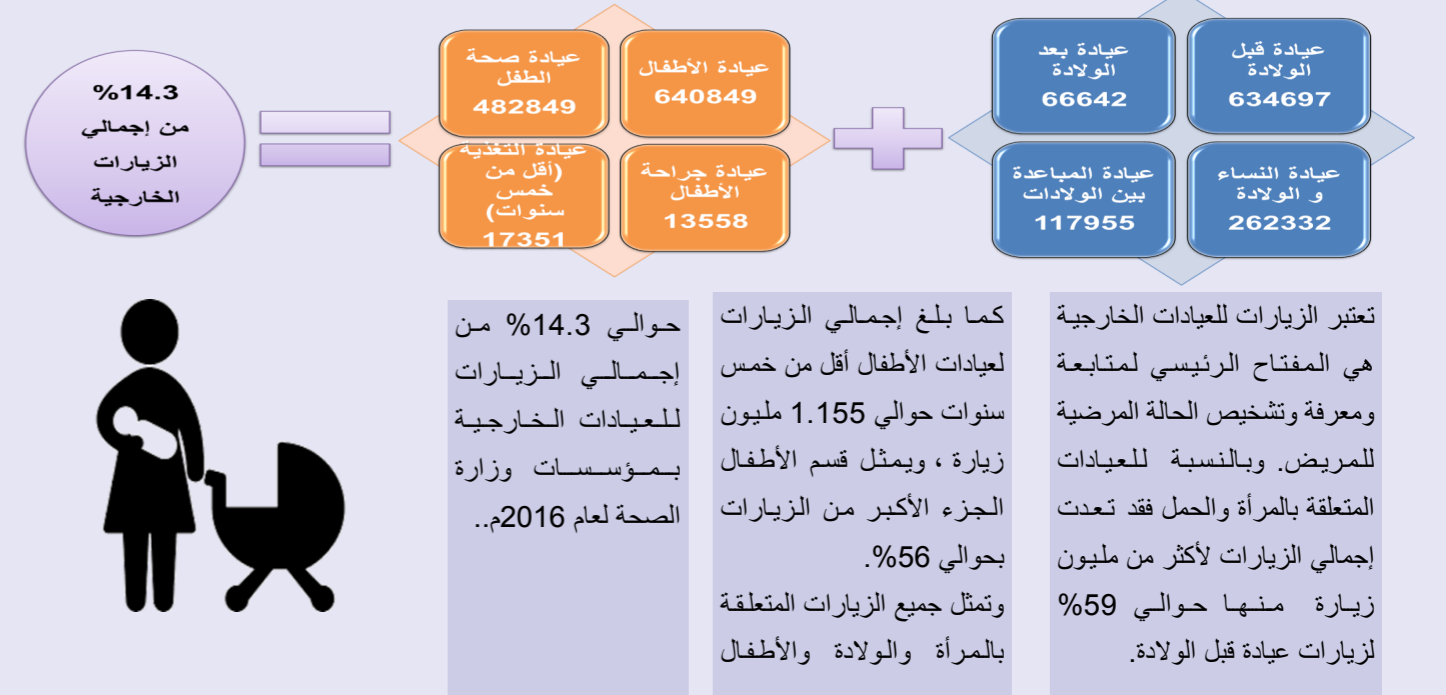 عيادة قبل
الولادة
634697
عيادة بعد
الولادة
66642
عيادة النساء
و الولادة
262332
عيادة المباعدة
بين الولادات
117955
عيادة الأطفال
640849
عيادة صحة
الطفل
482849
عيادة جراحة
الأطفال
13558
عيادة التغذية
(أقل من
خمس
سنوات)
17351
%14.3
من إجمالي
الزيارات
الخارجية
تعتبر الزيارات للعيادات الخارجية
هي المفتاح الرئيسي لمتابعة
ومعرفة وتشخيص الحالة المرضية
للمريض. وبالنسبة للعيادات
المتعلقة بالمرأة والحمل فقد تعدت
إجمالي الزيارات لأكثر من مليون
زيارة منها حوالي 59%
لزيارات عيادة قبل الولادة.
كما بلغ إجمالي الزيارات
لعيادات الأطفال أقل من خمس
سنوات حوالي 1.155 مليون
زيارة ، ويمثل قسم الأطفال
الجزء الأكبر من الزيارات
بحوالي 56%.
وتمثل جميع الزيارات المتعلقة
بالمرأة والولادة والأطفال
حوالي 14.3% من
إجمالي الزيارات
للعيادات الخارجية
بمؤسسات وزارة
الصحة لعام 2016م..